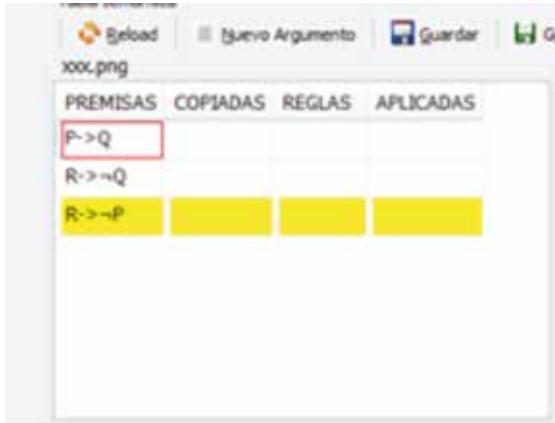 Reload Nuevo Argumento Guardar G
xxx.png
PREMISAS COPIADAS REGLAS APLICADAS
P->Q
R->¬Q
R->¬P